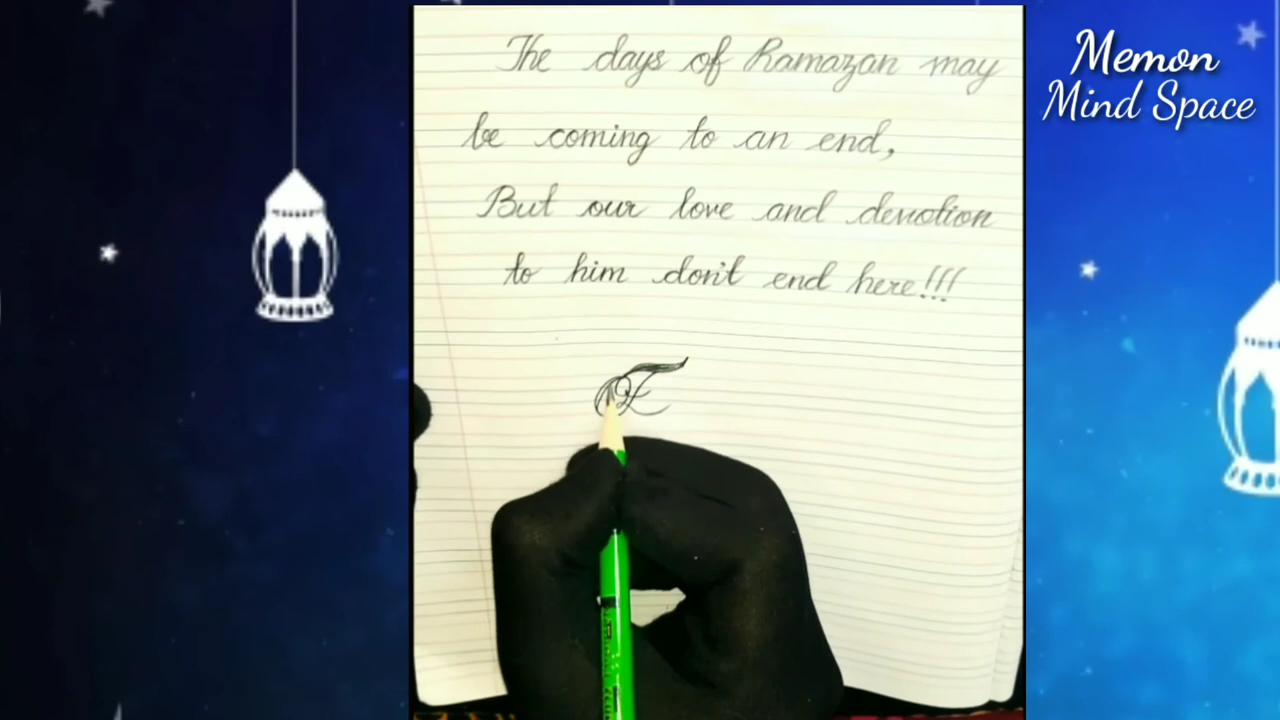 The days of Ramazan may
be coming to an end,
But our love and devotion
to him don't end here!!!
Memon
Mind Space